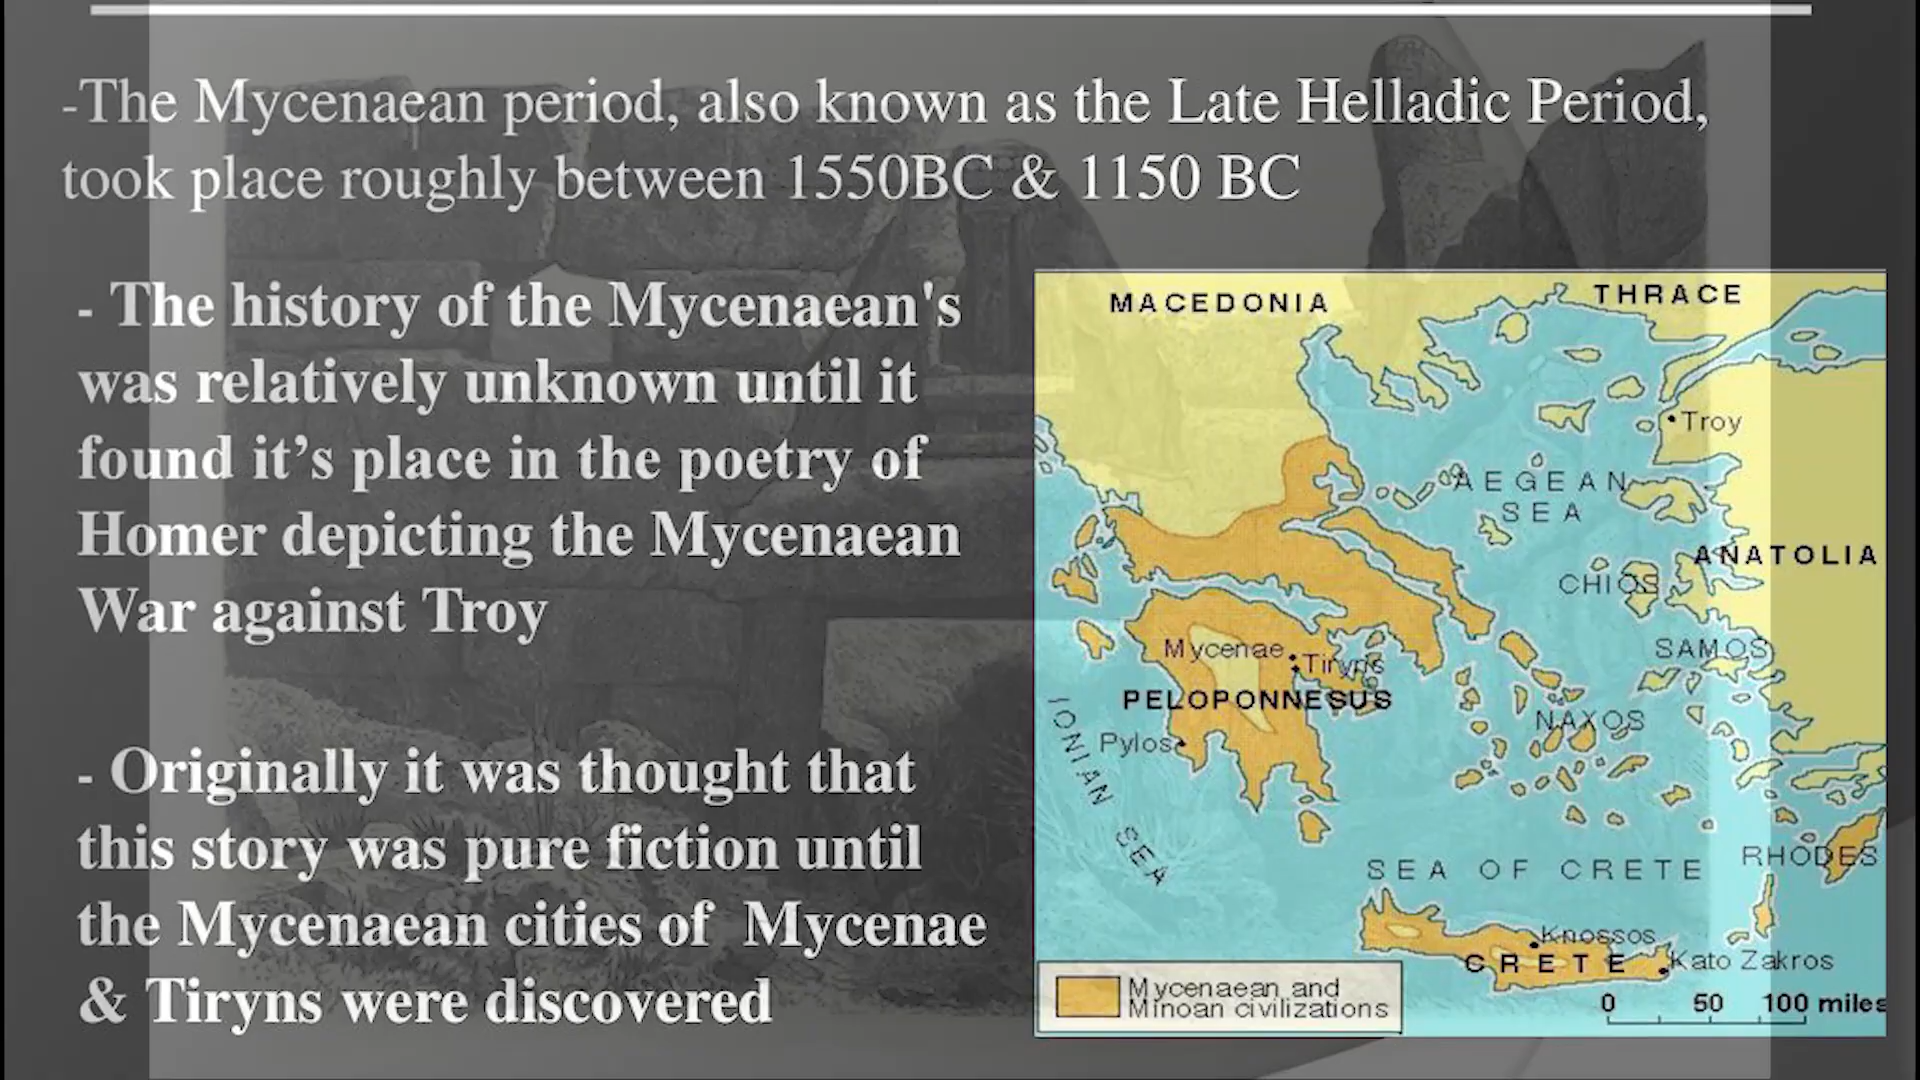 -The Mycenaean period, also known as the Late Helladic Period,
took place roughly between 1550BC & 1150 BC
- The history of the Mycenaean's
was relatively unknown until it
found it’s place in the poetry of
Homer depicting the Mycenaean
War against Troy
- Originally it was thought that
this story was pure fiction until
the Mycenaean cities of Mycenae
& Tiryns were discovered
MACEDONIA
THRACE
Troy
AEGEAN
SEA
ANATOLIA
CHIOS
SAMOS
Mycenae
Tiryns
PELOPONNESUS
NAXOS
Pylos
IONIAN SEA
SEA OF CRETE
RHODES
Knossos
CRETE
Kato Zakros
Mycenaean and
Minoan civilizations
0 50 100 miles